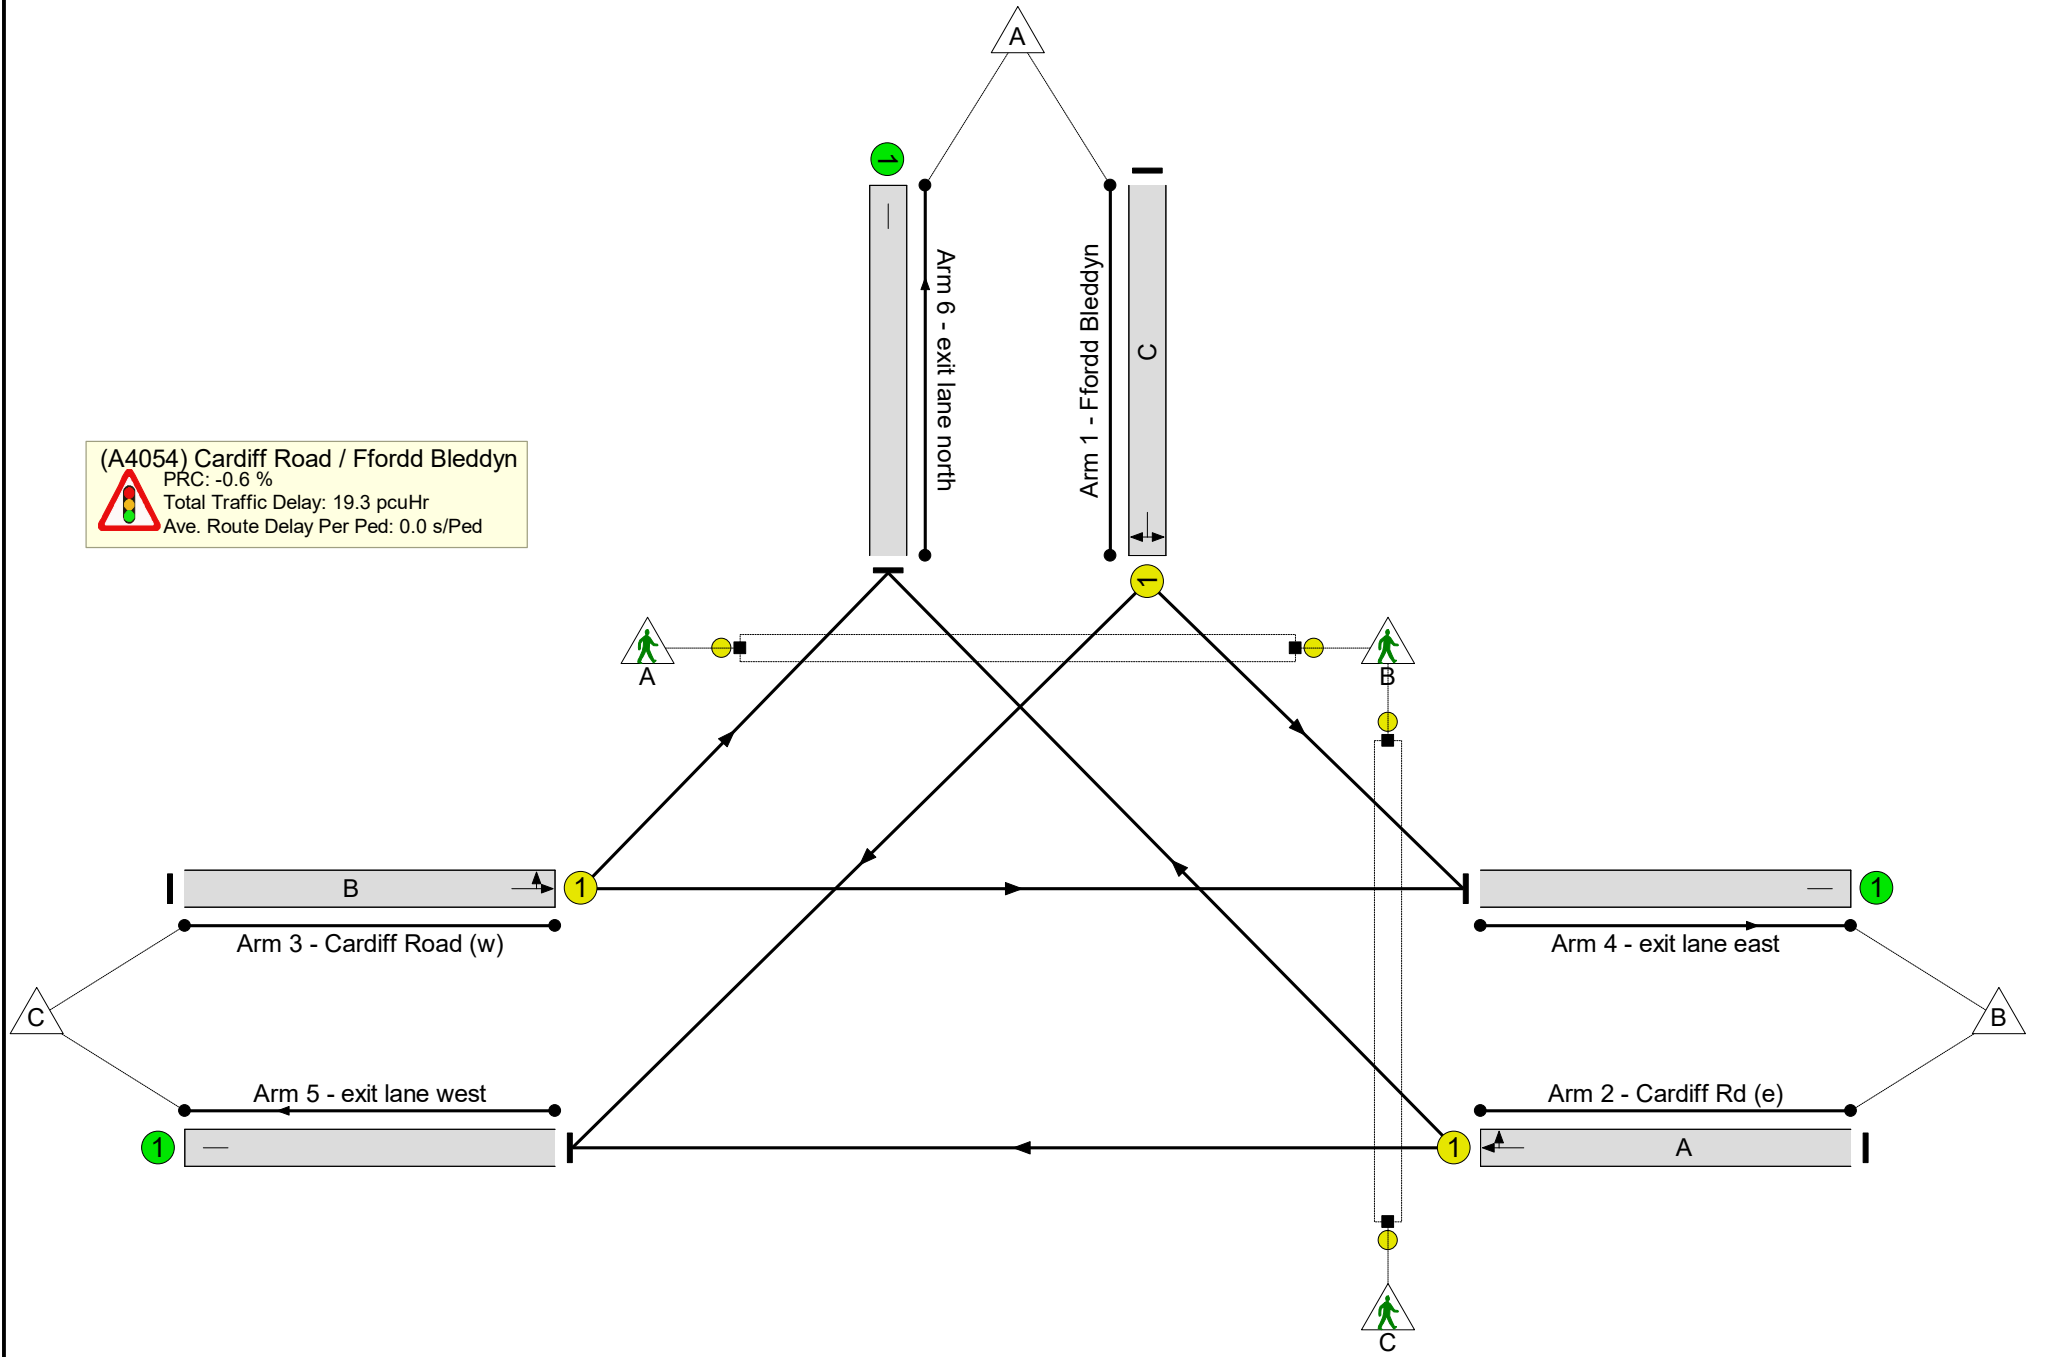 A
1
Arm 6 - exit lane north
Arm 1 - Ffordd Bleddyn
C
(A4054) Cardiff Road / Ffordd Bleddyn
PRC: -0.6 %
Total Traffic Delay: 19.3 pcuHr
Ave. Route Delay Per Ped: 0.0 s/Ped
1
A
B
B
1
1
Arm 3 - Cardiff Road (w)
Arm 4 - exit lane east
C
B
Arm 5 - exit lane west
Arm 2 - Cardiff Rd (e)
1
1
A
C